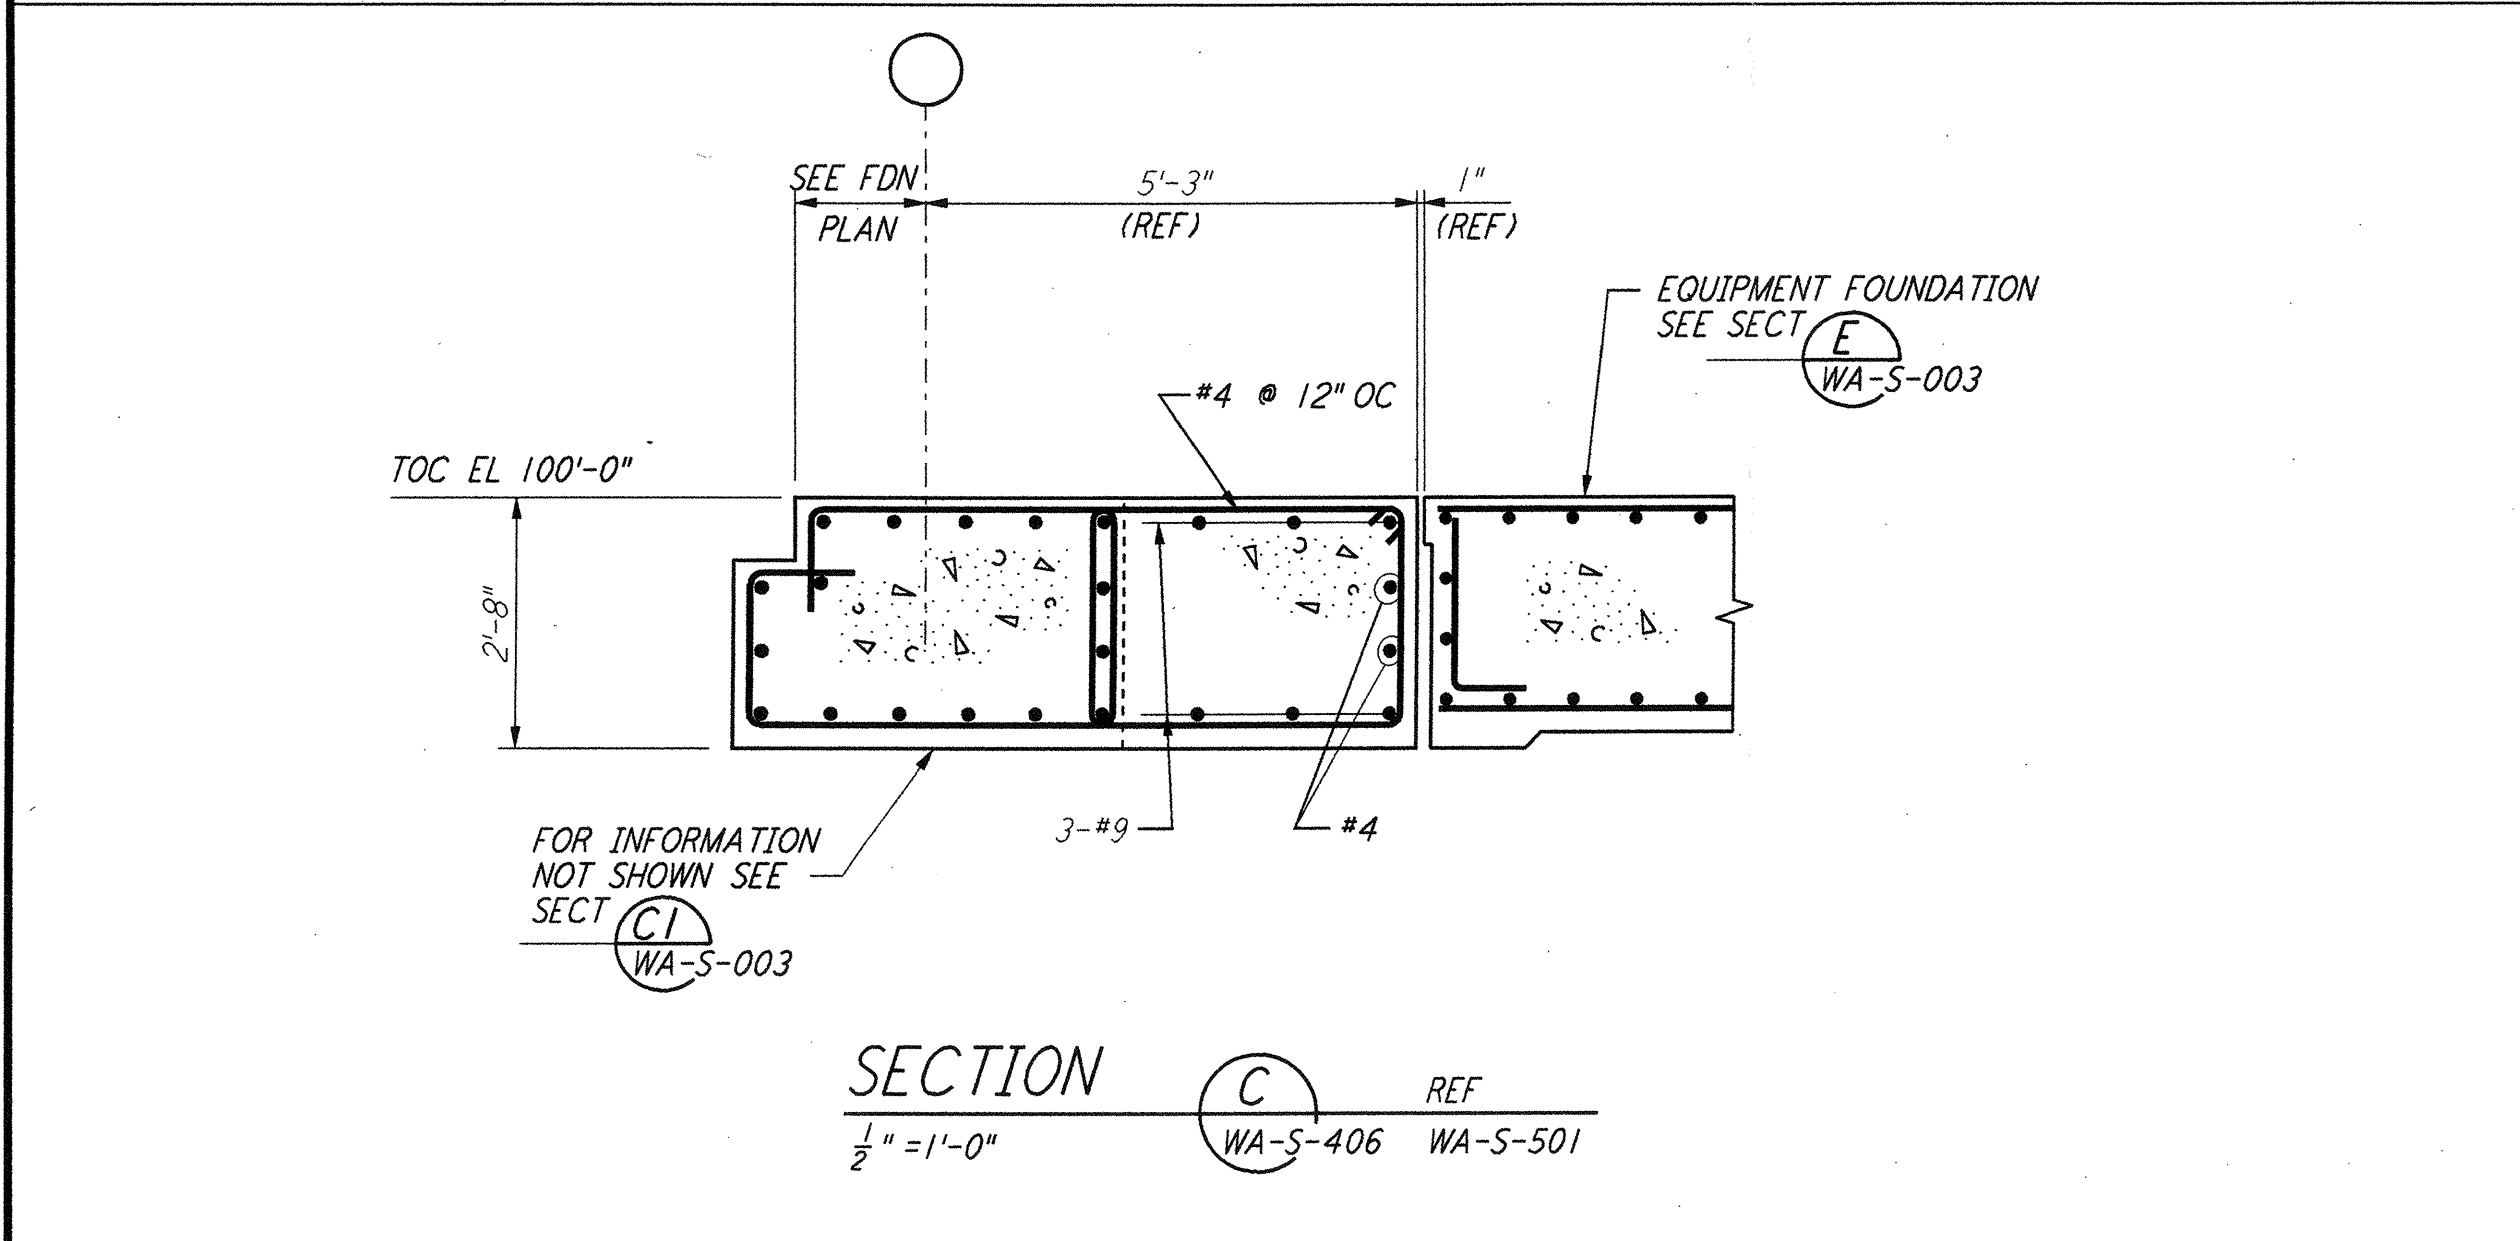 SEE FDN
PLAN
5'-3"
(REF)
1"
(REF)
EQUIPMENT FOUNDATION
SEE SECT E
WA-S-003
#4 @ 12" OC
TOC EL 100'-0"
2'-8"
3-#9
#4
FOR INFORMATION
NOT SHOWN SEE
SECT C1
WA-S-003
SECTION C REF
1/2" =1'-0" WA-S-406 WA-S-501